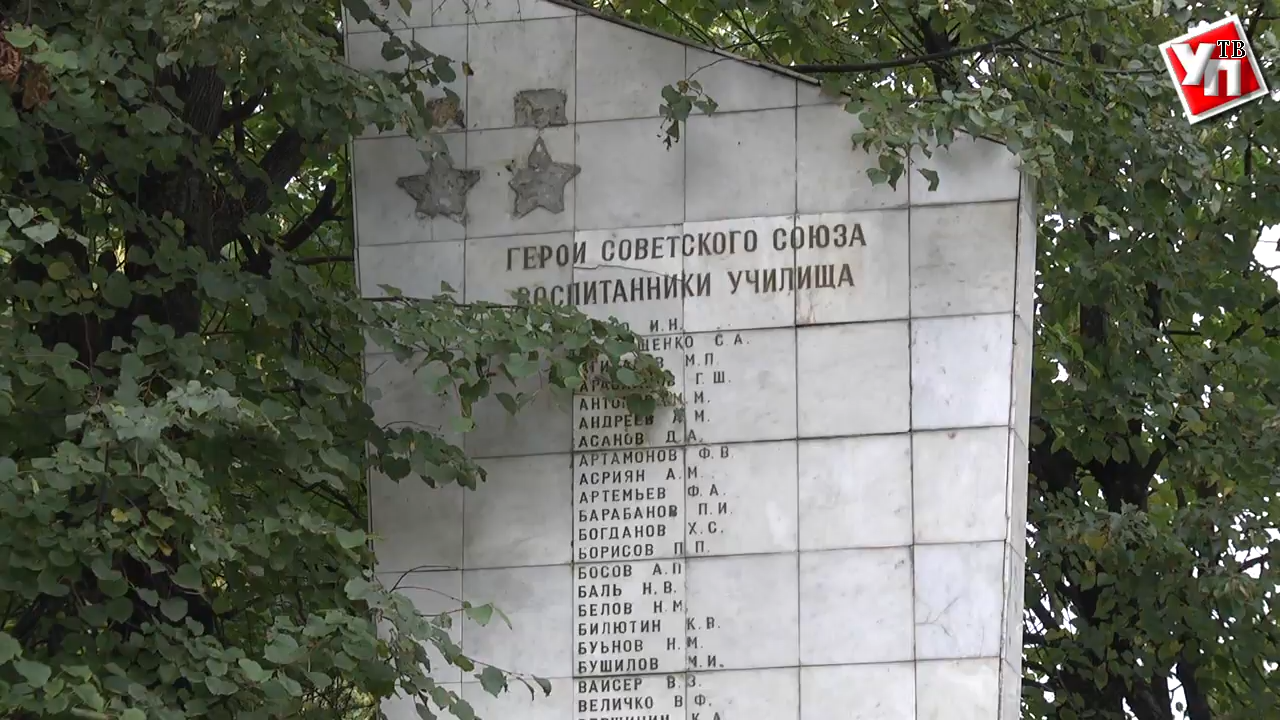 УП ТВ
ГЕРОИ СОВЕТСКОГО СОЮЗА
ВОСПИТАННИКИ УЧИЛИЩА
И.Н.
С.А.
М.П.
Г.Ш.
М.М.
АНДРЕЕВ А.М.
АСАНОВ Д.А.
АРТАМОНОВ Ф.В
АСРИЯН А.М.
АРТЕМЬЕВ Ф.А.
БАРАБАНОВ П.И.
БОГДАНОВ Х.С.
БОРИСОВ П П.
БОСОВ А.П
БАЛЬ Н.В.
БЕЛОВ Н.М.
БИЛЮТИН К.В.
БУЬНОВ Н.М.
БУШИЛОВ М.И.
ВАЙСЕР В.З.
ВЕЛИЧКО В Ф.
К.А.